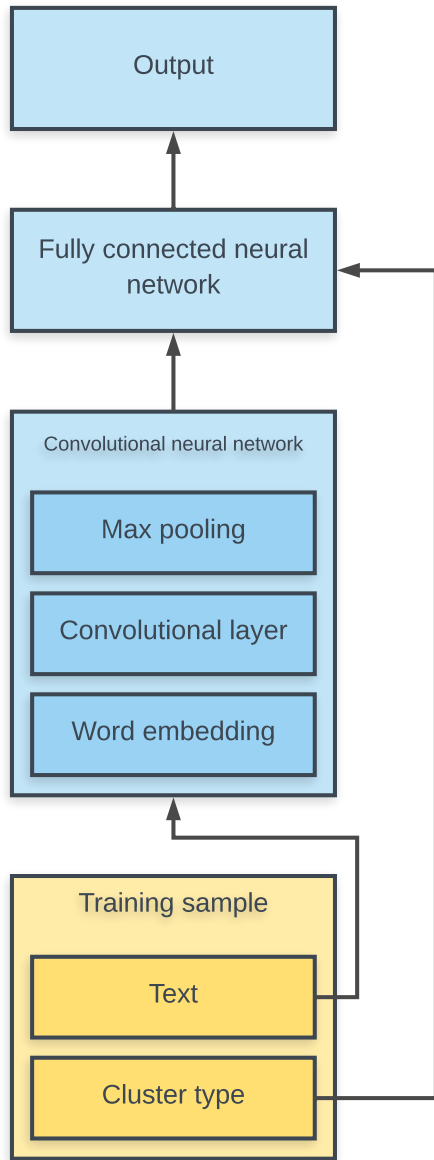 Output
Fully connected neural
network
Convolutional neural network
Max pooling
Convolutional layer
Word embedding
Training sample
Text
Cluster type